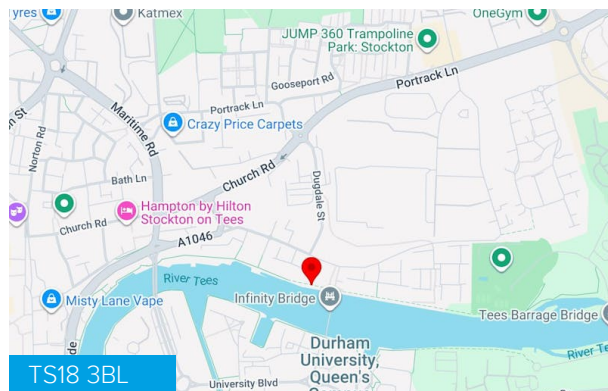 yres
Katmex
OneGym
JUMP 360 Trampoline
Park: Stockton
Gooseport Rd
Portrack Ln
Portrack Ln
Maritime Rd
n St
Norton Rd
Crazy Price Carpets
Church Rd
Dugdale St
Bath Ln
Hampton by Hilton
Stockton on Tees
Church Rd
A1046
River Tees
Misty Lane Vape
Infinity Bridge
Tees Barrage Bridge
de
Durham
University,
Queen's
River Tees
University Blvd
TS18 3BL